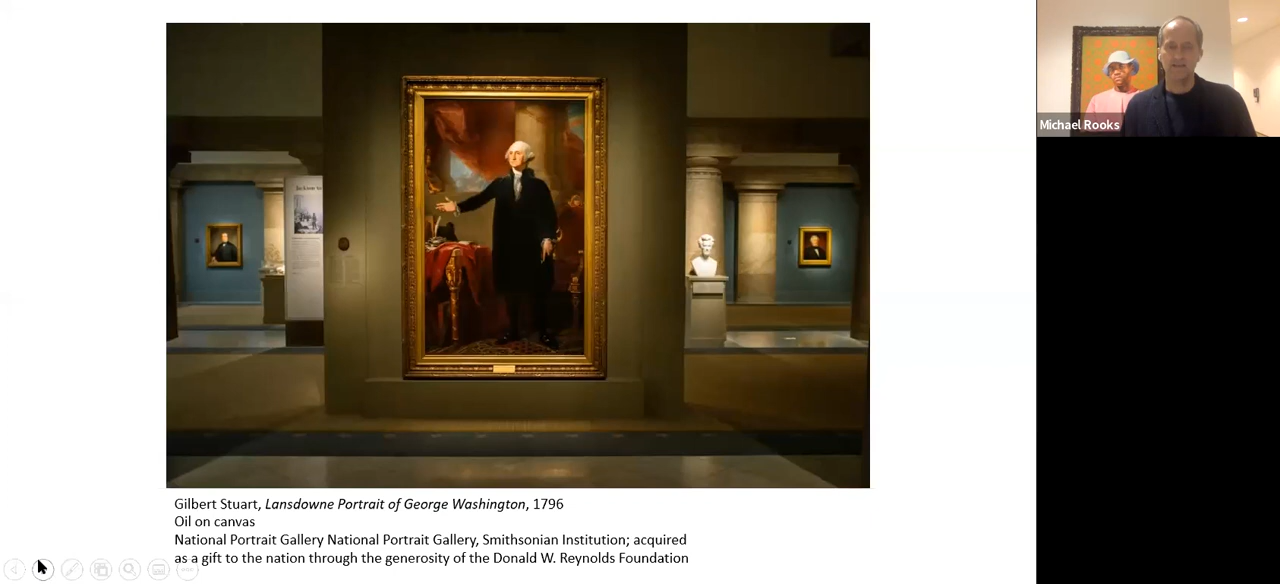 Gilbert Stuart, Lansdowne Portrait of George Washington, 1796
Oil on canvas
National Portrait Gallery National Portrait Gallery, Smithsonian Institution; acquired
as a gift to the nation through the generosity of the Donald W. Reynolds Foundation
Michael Rooks